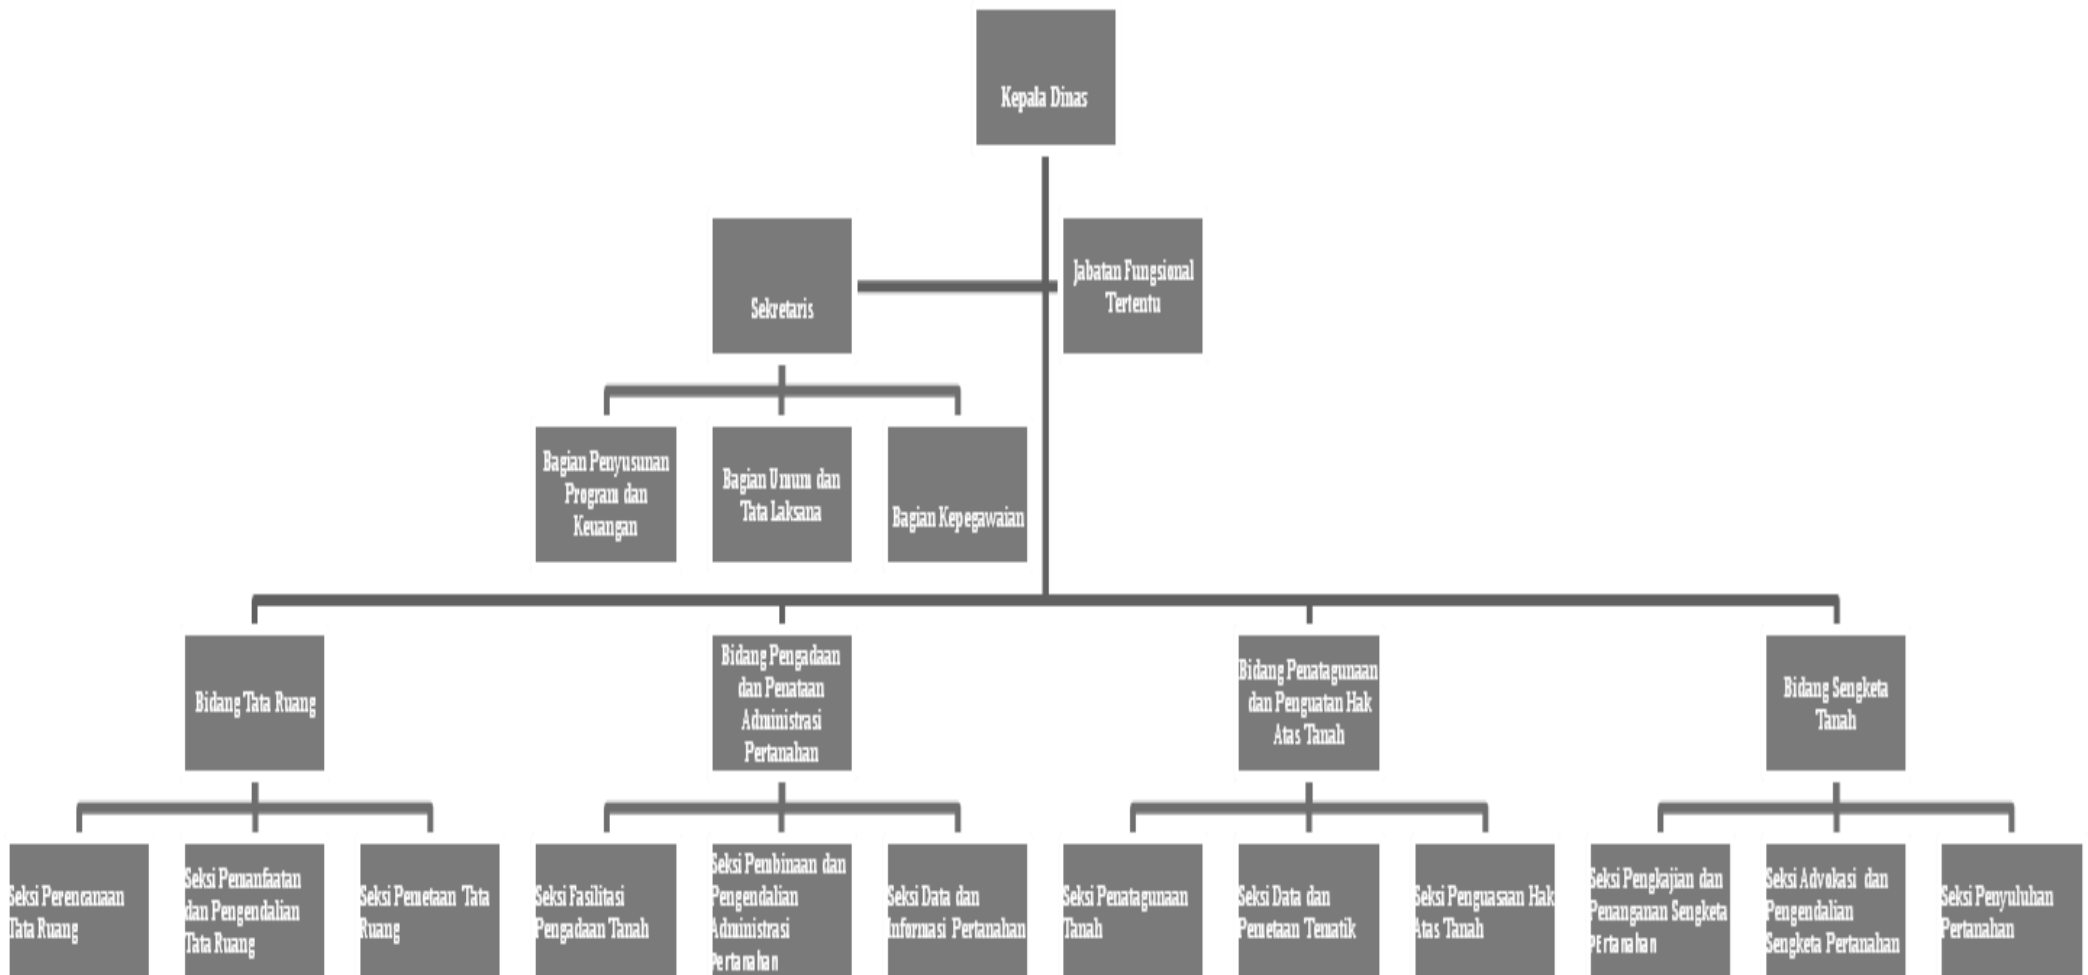 Kepala Dinas
Sekretaris
Jabatan Fungsional
Tertentu
Bagian Penyusunan
Program dan
Keuangan
Bagian Umum dan
Tata Laksana
Bagian Kepegawaian
Bidang Tata Ruang
Bidang Pengadaan
dan Penataan
Administrasi
Pertanahan
Bidang Penatagunaan
dan Penguatan Hak
Atas Tanah
Bidang Sengketa
Tanah
Seksi Perencanaan
Tata Ruang
Seksi Pemanfaatan
dan Pengendalian
Tata Ruang
Seksi Pemetaan Tata
Ruang
Seksi Fasilitasi
Pengadaan Tanah
Seksi Pembinaan dan
Pengendalian
Administrasi
Pertanahan
Seksi Data dan
Informasi Pertanahan
Seksi Penatagunaan
Tanah
Seksi Data dan
Pemetaan Tematik
Seksi Penguasaan Hak
Atas Tanah
Seksi Pengkajian dan
Penanganan Sengketa
PErtanahan
Seksi Advokasi dan
Pengendalian
Sengketa Pertanahan
Seksi Penyuluhan
Pertanahan